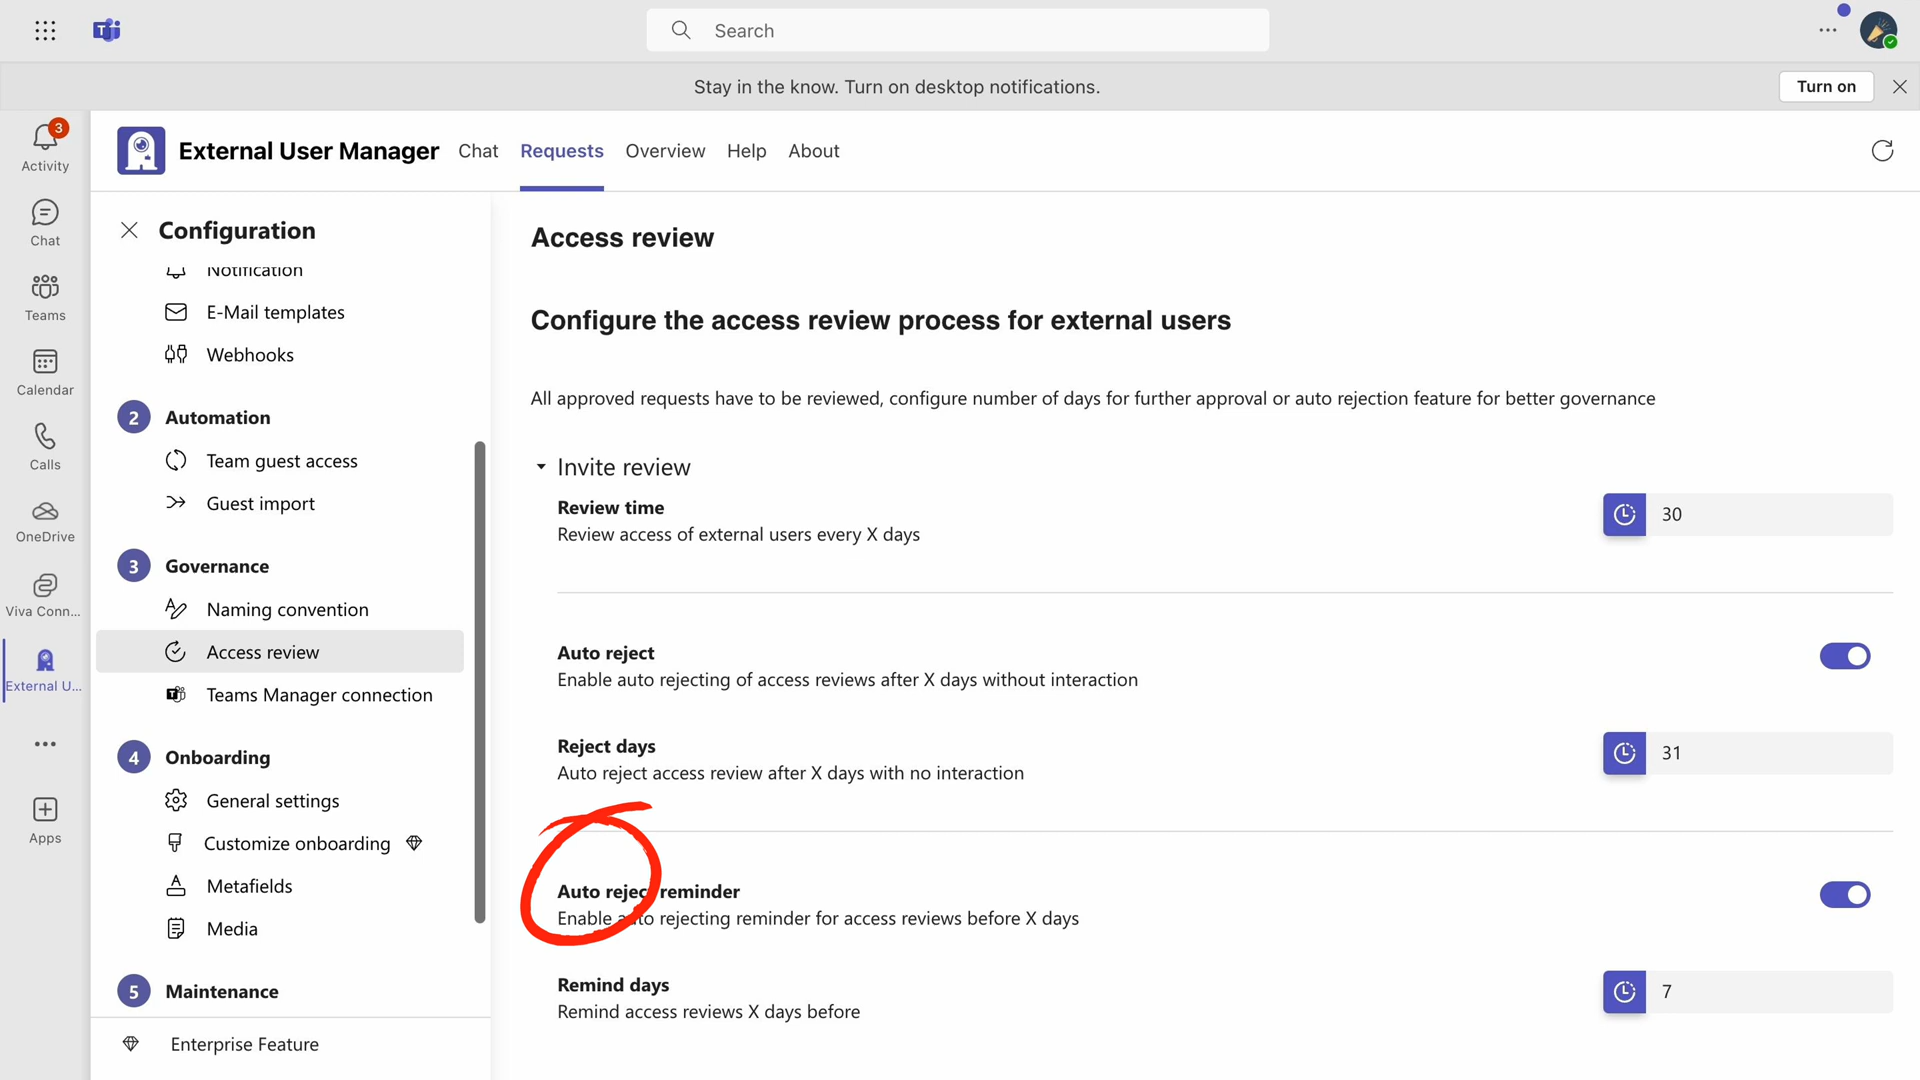 Search
Stay in the know. Turn on desktop notifications.
Turn on
3
Activity
Chat
Teams
Calendar
Calls
OneDrive
Viva Conn...
External U...
Apps
External User Manager
Chat
Requests
Overview
Help
About
Configuration
Notification
E-Mail templates
Webhooks
2 Automation
Team guest access
Guest import
3 Governance
Naming convention
Access review
Teams Manager connection
4 Onboarding
General settings
Customize onboarding
Metafields
Media
5 Maintenance
Enterprise Feature
Access review
Configure the access review process for external users
All approved requests have to be reviewed, configure number of days for further approval or auto rejection feature for better governance
Invite review
Review time
Review access of external users every X days
30
Auto reject
Enable auto rejecting of access reviews after X days without interaction
Reject days
Auto reject access review after X days with no interaction
31
Auto reject reminder
Enable auto rejecting reminder for access reviews before X days
Remind days
Remind access reviews X days before
7